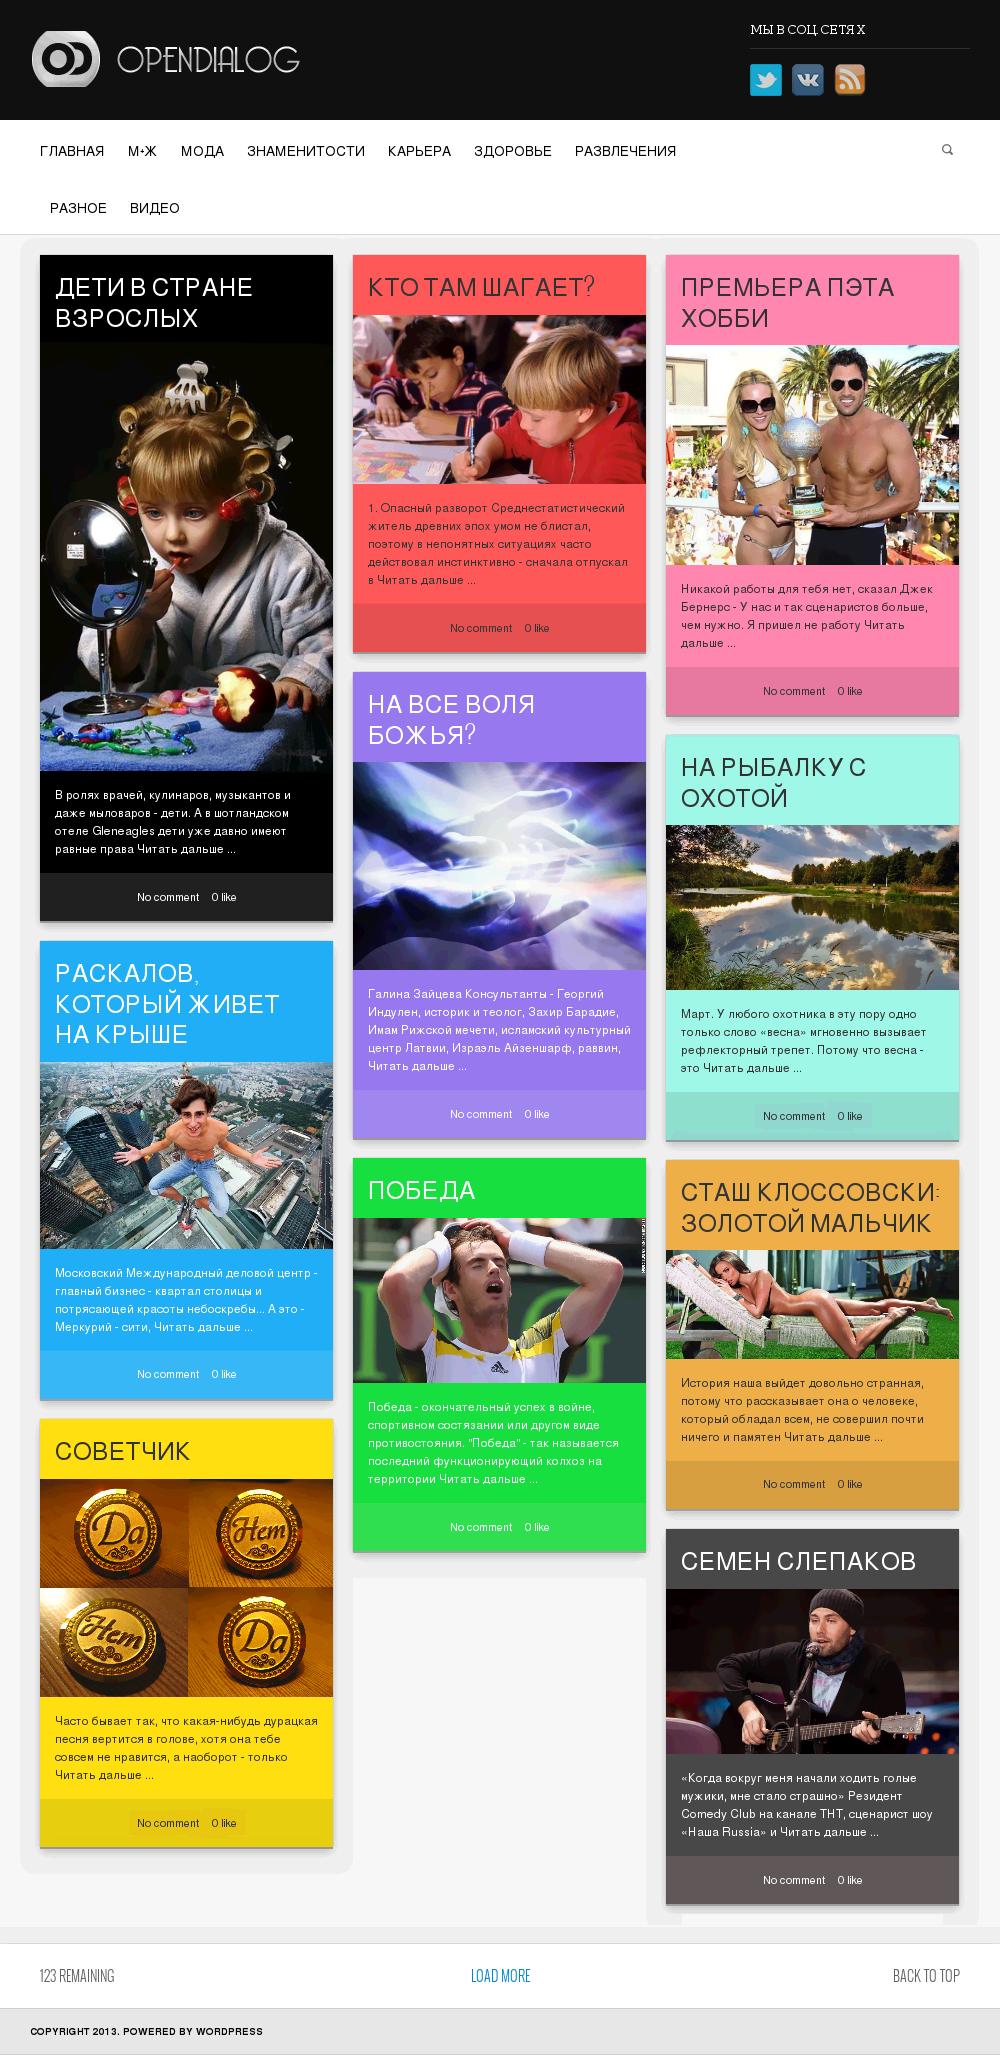 OPENDIALOG
МЫ В СОЦ. СЕТЯХ
ГЛАВНАЯ М+Ж МОДА ЗНАМЕНИТОСТИ КАРЬЕРА ЗДОРОВЬЕ РАЗВЛЕЧЕНИЯ
РАЗНОЕ ВИДЕО
ДЕТИ В СТРАНЕ
ВЗРОСЛЫХ
В ролях врачей, кулинаров, музыкантов и
даже мыловаров - дети. А в шотландском
отеле Gleneagles дети уже давно имеют
равные права Читать дальше ...
No comment 0 like
РАСКАЛОВ,
КОТОРЫЙ ЖИВЕТ
НА КРЫШЕ
Московский Международный деловой центр -
главный бизнес - квартал столицы и
потрясающей красоты небоскребы... А это -
Меркурий - сити, Читать дальше ...
No comment 0 like
СОВЕТЧИК
Да
Нет
Нет
Да
Часто бывает так, что какая-нибудь дурацкая
песня вертится в голове, хотя она тебе
совсем не нравится, а наоборот - только
Читать дальше ...
No comment 0 like
КТО ТАМ ШАГАЕТ?
1. Опасный разворот Среднестатистический
житель древних эпох умом не блистал,
поэтому в непонятных ситуациях часто
действовал инстинктивно - сначала отпускал
в Читать дальше ...
No comment 0 like
НА ВСЕ ВОЛЯ
БОЖЬЯ?
Галина Зайцева Консультанты - Георгий
Индулен, историк и теолог, Захир Барадие,
Имам Рижской мечети, исламский культурный
центр Латвии, Израэль Айзеншарф, раввин,
Читать дальше ...
No comment 0 like
ПОБЕДА
adidas
Победа - окончательный успех в войне,
спортивном состязании или другом виде
противостояния. "Победа" - так называется
последний функционирующий колхоз на
территории Читать дальше ...
No comment 0 like
ПРЕМЬЕРА ПЭТА
ХОББИ
Никакой работы для тебя нет, сказал Джек
Бернерс - У нас и так сценаристов больше,
чем нужно. Я пришел не работу Читать
дальше ...
No comment 0 like
НА РЫБАЛКУ С
ОХОТОЙ
Март. У любого охотника в эту пору одно
только слово «весна» мгновенно вызывает
рефлекторный трепет. Потому что весна -
это Читать дальше ...
No comment 0 like
СТАШ КЛОССОВСКИ:
ЗОЛОТОЙ МАЛЬЧИК
История наша выйдет довольно странная,
потому что рассказывает она о человеке,
который обладал всем, не совершил почти
ничего и памятен Читать дальше ...
No comment 0 like
СЕМЕН СЛЕПАКОВ
«Когда вокруг меня начали ходить голые
мужики, мне стало страшно» Резидент
Comedy Club на канале ТНТ, сценарист шоу
«Наша Russia» и Читать дальше ...
No comment 0 like
123 REMAINING LOAD MORE BACK TO TOP
COPYRIGHT 2013. POWERED BY WORDPRESS